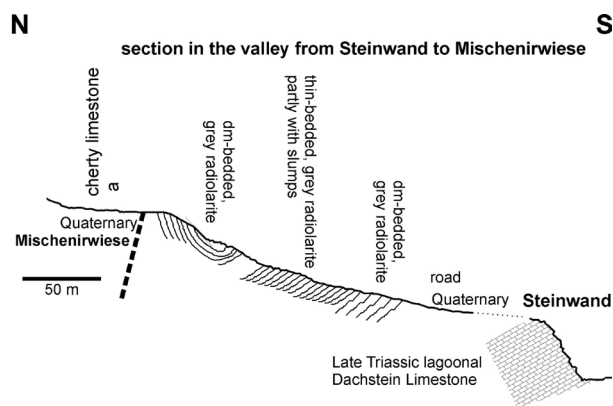 N
S
section in the valley from Steinwand to Mischenirwiese
cherty limestone
a
dm-bedded,
grey radiolarite
thin-bedded, grey radiolarite
partly with slumps
dm-bedded,
grey radiolarite
Quaternary
Mischenirwiese
50 m
road
Quaternary
Steinwand
Late Triassic lagoonal
Dachstein Limestone